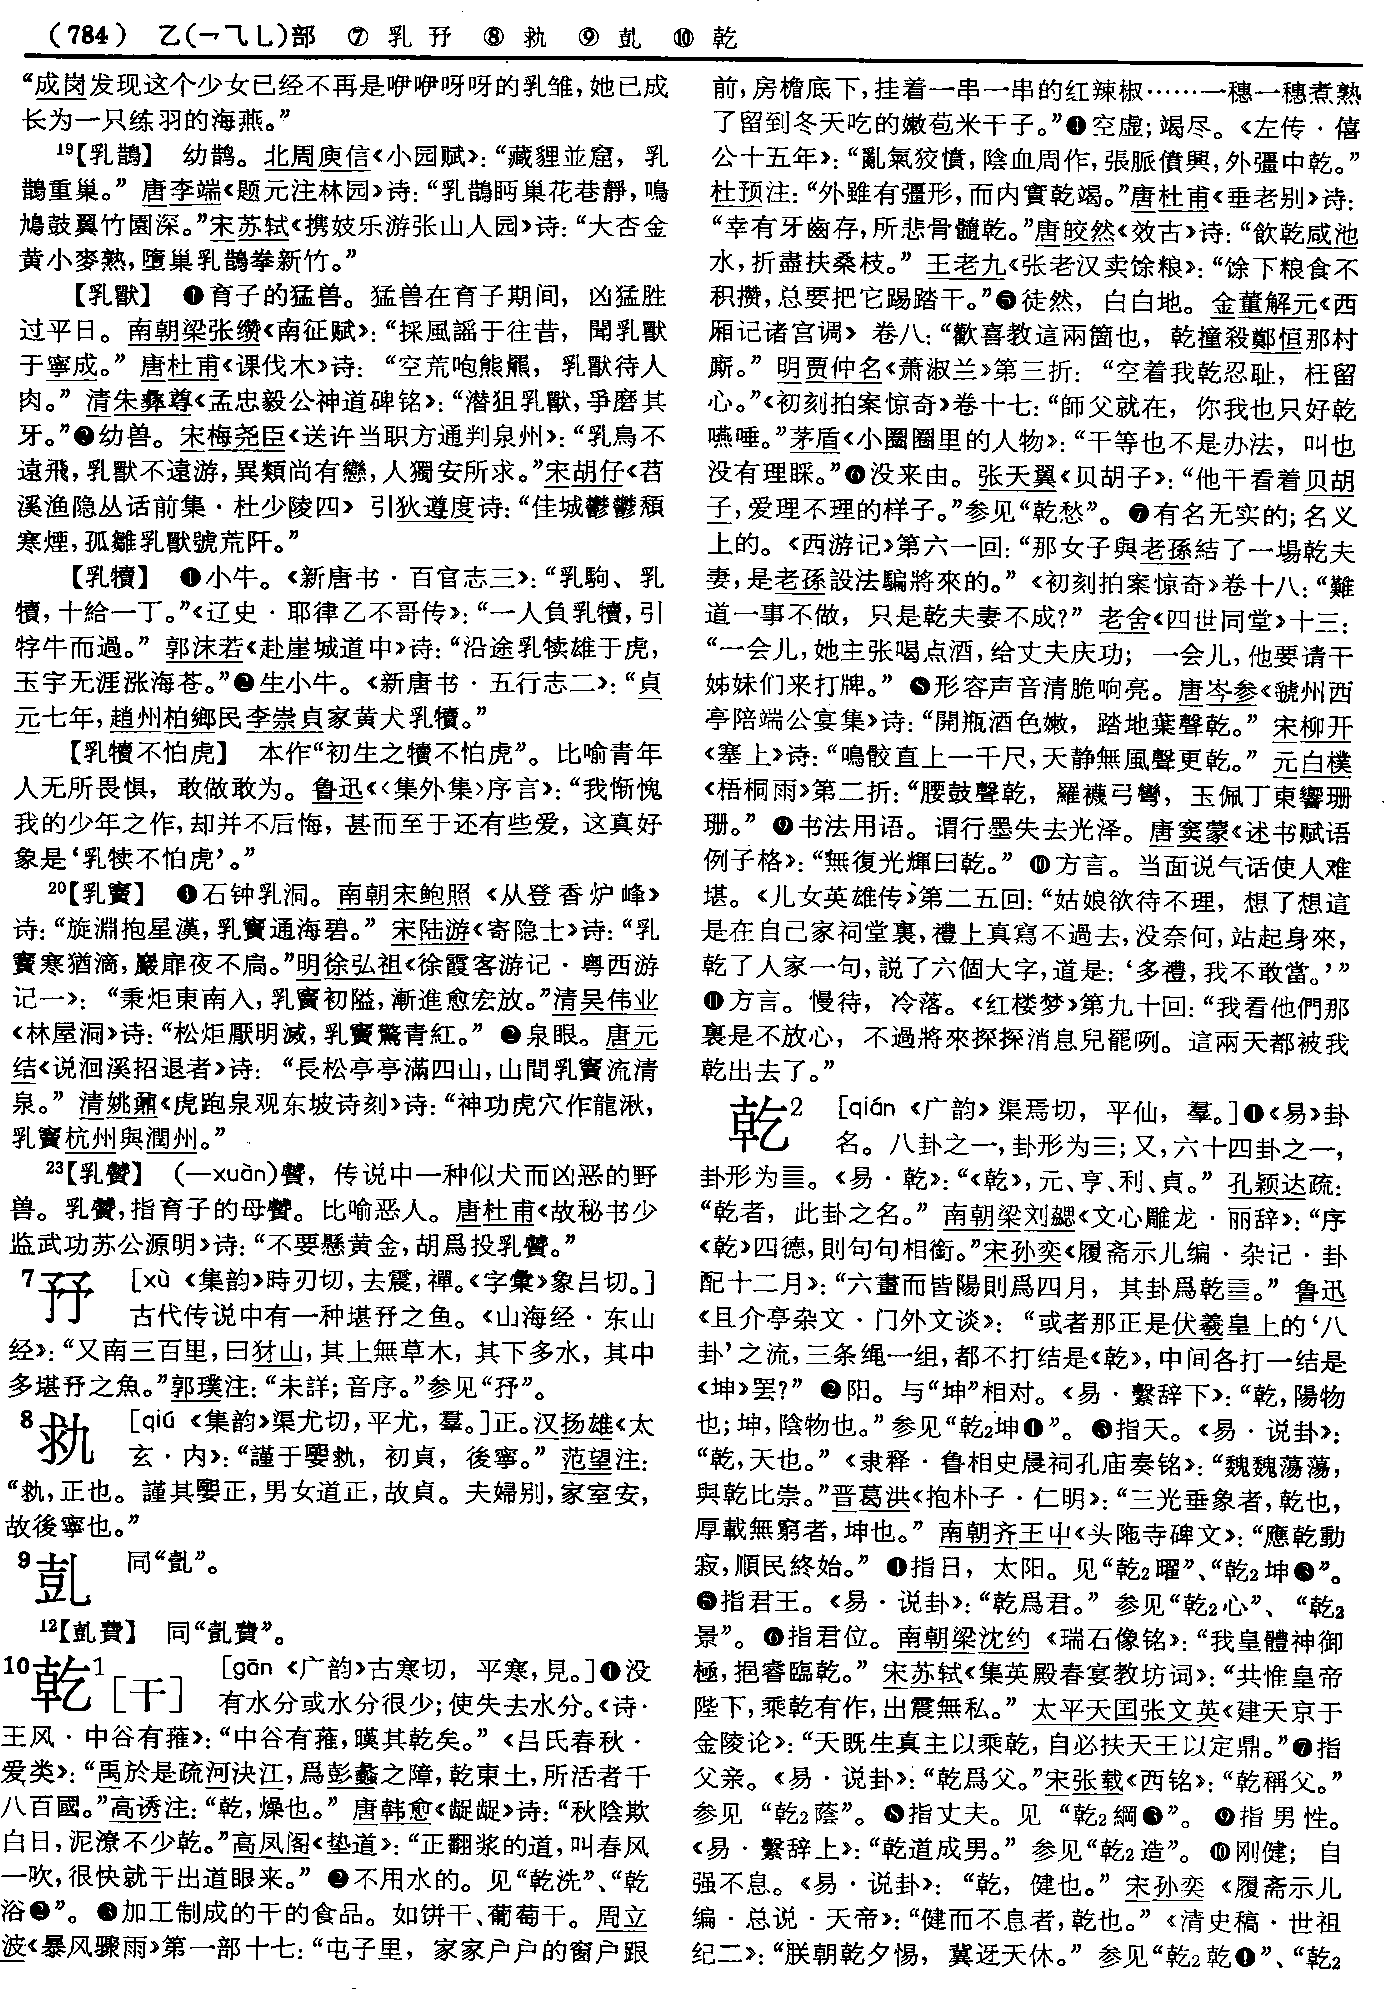 (784) 乙(乛⺄乚)部 ⑦ 乳 㐨 ⑧ 㐤 ⑨ 㐥 ⑩ 乾
“成岗发现这个少女已经不再是咿咿呀呀的乳雏,她已成
长为一只练羽的海燕。”
19【乳鵲】 幼鹊。北周庾信《小园赋》:“藏貍並窟，乳
鵲重巢。” 唐李端《题元注林园》诗:“乳鵲眄巢花巷靜,鳴
鳩鼓翼竹園深。”宋苏轼《携妓乐游张山人园》诗:“大杏金
黄小麥熟,墮巢乳鵲拳新竹。”
【乳獸】 ❶育子的猛兽。猛兽在育子期间，凶猛胜
过平日。南朝梁张缵《南征赋》:“採風謡于往昔，聞乳獸
于寧成。” 唐杜甫《课伐木》诗: “空荒咆熊羆，乳獸待人
肉。” 清朱彝尊《孟忠毅公神道碑铭》:“潛狙乳獸,爭磨其
牙。”❷幼兽。宋梅尧臣《送许当职方通判泉州》:“乳鳥不
遠飛,乳獸不遠游,異類尚有戀,人獨安所求。”宋胡仔《苕
溪渔隐丛话前集·杜少陵四》 引狄遵度诗:“佳城鬱鬱頽
寒煙,孤雛乳獸號荒阡。”
【乳犢】 ❶小牛。《新唐书·百官志三》:“乳駒、乳
犢,十給一丁。”《辽史·耶律乙不哥传》:“一人負乳犢,引
牸牛而過。” 郭沫若《赴崖城道中》诗:“沿途乳犊雄于虎,
玉宇无涯涨海苍。”❷生小牛。《新唐书·五行志二》:“貞
元七年,趙州柏鄉民李崇貞家黄犬乳犢。”
【乳犢不怕虎】 本作“初生之犢不怕虎”。比喻青年
人无所畏惧，敢做敢为。鲁迅《〈集外集〉序言》:“我惭愧
我的少年之作,却并不后悔，甚而至于还有些爱，这真好
象是‘乳犊不怕虎’。”
20【乳竇】 ❶石钟乳洞。南朝宋鲍照《从登香炉峰》
诗:“旋淵抱星漢,乳竇通海碧。” 宋陆游《寄隐士》诗:“乳
竇寒猶滴,巖扉夜不扃。”明徐弘祖《徐霞客游记·粤西游
记一》: “秉炬東南入,乳竇初隘,漸進愈宏放。”清吴伟业
《林屋洞》诗:“松炬厭明滅,乳竇驚青紅。” ❷泉眼。唐元
结《说洄溪招退者》诗: “長松亭亭滿四山,山間乳竇流清
泉。” 清姚鼐《虎跑泉观东坡诗刻》诗:“神功虎穴作龍湫,
乳竇杭州與潤州。”
23【乳贙】 (—xuàn)贙，传说中一种似犬而凶恶的野
兽。乳贙,指育子的母贙。比喻恶人。唐杜甫《故秘书少
监武功苏公源明》诗:“不要懸黄金,胡爲投乳贙。”
7 㐨 [xù 《集韵》時刃切,去震,禪。《字彙》象吕切。]
古代传说中有一种堪㐨之鱼。《山海经·东山
经》:“又南三百里,曰犲山,其上無草木，其下多水，其中
多堪㐨之魚。”郭璞注:“未詳;音序。”参见“㐨”。
8 㐤 [qiú 《集韵》渠尤切,平尤，羣。]正。汉扬雄《太
玄·内》:“謹于㜝㐤，初貞，後寧。” 范望注:
“㐤,正也。謹其㜝正,男女道正,故貞。夫婦别,家室安,
故後寧也。”
9 㐥 同“亄”。
12【㐥費】 同“亄費”。
10 乾1 [干] [gān 《广韵》古寒切，平寒,見。]❶没
有水分或水分很少;使失去水分。《诗·
王风·中谷有蓷》:“中谷有蓷,暵其乾矣。” 《吕氏春秋·
爱类》:“禹於是疏河決江,爲彭蠡之障,乾東土,所活者千
八百國。”高诱注:“乾,燥也。” 唐韩愈《龊龊》诗:“秋陰欺
白日,泥潦不少乾。”高凤阁《垫道》:“正翻浆的道,叫春风
一吹,很快就干出道眼来。” ❷不用水的。见“乾洗”、“乾
浴❷”。❸加工制成的干的食品。如饼干、葡萄干。周立
波《暴风骤雨》第一部十七:“屯子里，家家户户的窗户跟
前,房檐底下,挂着一串一串的红辣椒……一穗一穗煮熟
了留到冬天吃的嫩苞米干子。”❹空虚;竭尽。《左传·僖
公十五年》:“亂氣狡憤,陰血周作,張脈僨興,外彊中乾。”
杜预注:“外雖有彊形,而内實乾竭。”唐杜甫《垂老别》诗:
“幸有牙齒存,所悲骨髓乾。”唐皎然《效古》诗:“飲乾咸池
水,折盡扶桑枝。” 王老九《张老汉卖馀粮》:“馀下粮食不
积攒,总要把它踢踏干。”❺徒然，白白地。金董解元《西
厢记诸宫调》 卷八:“歡喜教這兩箇也，乾撞殺鄭恒那村
廝。” 明贾仲名《萧淑兰》第三折: “空着我乾忍耻，枉留
心。”《初刻拍案惊奇》卷十七:“師父就在，你我也只好乾
嚥唾。”茅盾《小圈圈里的人物》:“干等也不是办法，叫也
没有理睬。”❻没来由。张天翼《贝胡子》:“他干看着贝胡
子,爱理不理的样子。”参见“乾愁”。❼有名无实的;名义
上的。《西游记》第六一回:“那女子與老孫結了一場乾夫
妻,是老孫設法騙將來的。” 《初刻拍案惊奇》卷十八:“難
道一事不做，只是乾夫妻不成?” 老舍《四世同堂》十三:
“一会儿,她主张喝点酒,给丈夫庆功; 一会儿,他要请干
姊妹们来打牌。” ❽形容声音清脆响亮。唐岑参《虢州西
亭陪端公宴集》诗:“開瓶酒色嫩，踏地葉聲乾。” 宋柳开
《塞上》诗:“鳴骹直上一千尺,天静無風聲更乾。” 元白樸
《梧桐雨》第二折:“腰鼓聲乾，羅襪弓彎，玉佩丁東響珊
珊。” ❾书法用语。谓行墨失去光泽。唐窦蒙《述书赋语
例子格》:“無復光輝曰乾。” ❿方言。当面说气话使人难
堪。《儿女英雄传》第二五回:“姑娘欲待不理，想了想這
是在自己家祠堂裏,禮上真寫不過去,没奈何,站起身來,
乾了人家一句,説了六個大字,道是:‘多禮,我不敢當。’”
⓫方言。慢待，冷落。《红楼梦》第九十回:“我看他們那
裏是不放心，不過將來探探消息兒罷咧。這兩天都被我
乾出去了。”
乾2 [qián 《广韵》渠焉切，平仙，羣。]❶《易》卦
名。八卦之一,卦形为☰;又,六十四卦之一,
卦形为䷀。《易·乾》:“《乾》,元、亨、利、貞。” 孔颖达疏:
“乾者，此卦之名。” 南朝梁刘勰《文心雕龙·丽辞》:“序
《乾》四德,則句句相銜。”宋孙奕《履斋示儿编·杂记·卦
配十二月》:“六畫而皆陽則爲四月，其卦爲乾䷀。” 鲁迅
《且介亭杂文·门外文谈》: “或者那正是伏羲皇上的‘八
卦’之流,三条绳一组,都不打结是《乾》,中间各打一结是
《坤》罢?” ❷阳。与“坤”相对。《易·繫辞下》:“乾,陽物
也;坤,陰物也。”参见“乾2坤❶”。❸指天。《易·说卦》:
“乾,天也。” 《隶释·鲁相史晨祠孔庙奏铭》:“魏魏蕩蕩,
與乾比崇。”晋葛洪《抱朴子·仁明》:“三光垂象者,乾也,
厚載無窮者,坤也。” 南朝齐王屮《头陁寺碑文》:“應乾動
寂,順民終始。” ❹指日，太阳。见“乾2曜”、“乾2坤❸”。
❺指君王。《易·说卦》:“乾爲君。” 参见“乾2心”、“乾2
景”。❻指君位。南朝梁沈约《瑞石像铭》:“我皇體神御
極,挹睿臨乾。” 宋苏轼《集英殿春宴教坊词》:“共惟皇帝
陛下,乘乾有作,出震無私。” 太平天囯张文英《建天京于
金陵论》:“天既生真主以乘乾,自必扶天王以定鼎。”❼指
父亲。《易·说卦》:“乾爲父。”宋张载《西铭》:“乾稱父。”
参见 “乾2蔭”。❽指丈夫。见 “乾2綱❸”。❾指男性。
《易·繫辞上》:“乾道成男。” 参见“乾2造”。❿刚健；自
强不息。《易·说卦》: “乾，健也。” 宋孙奕《履斋示儿
编·总说·天帝》:“健而不息者,乾也。” 《清史稿·世祖
纪二》:“朕朝乾夕惕，冀迓天休。” 参见“乾2乾❶”、“乾2